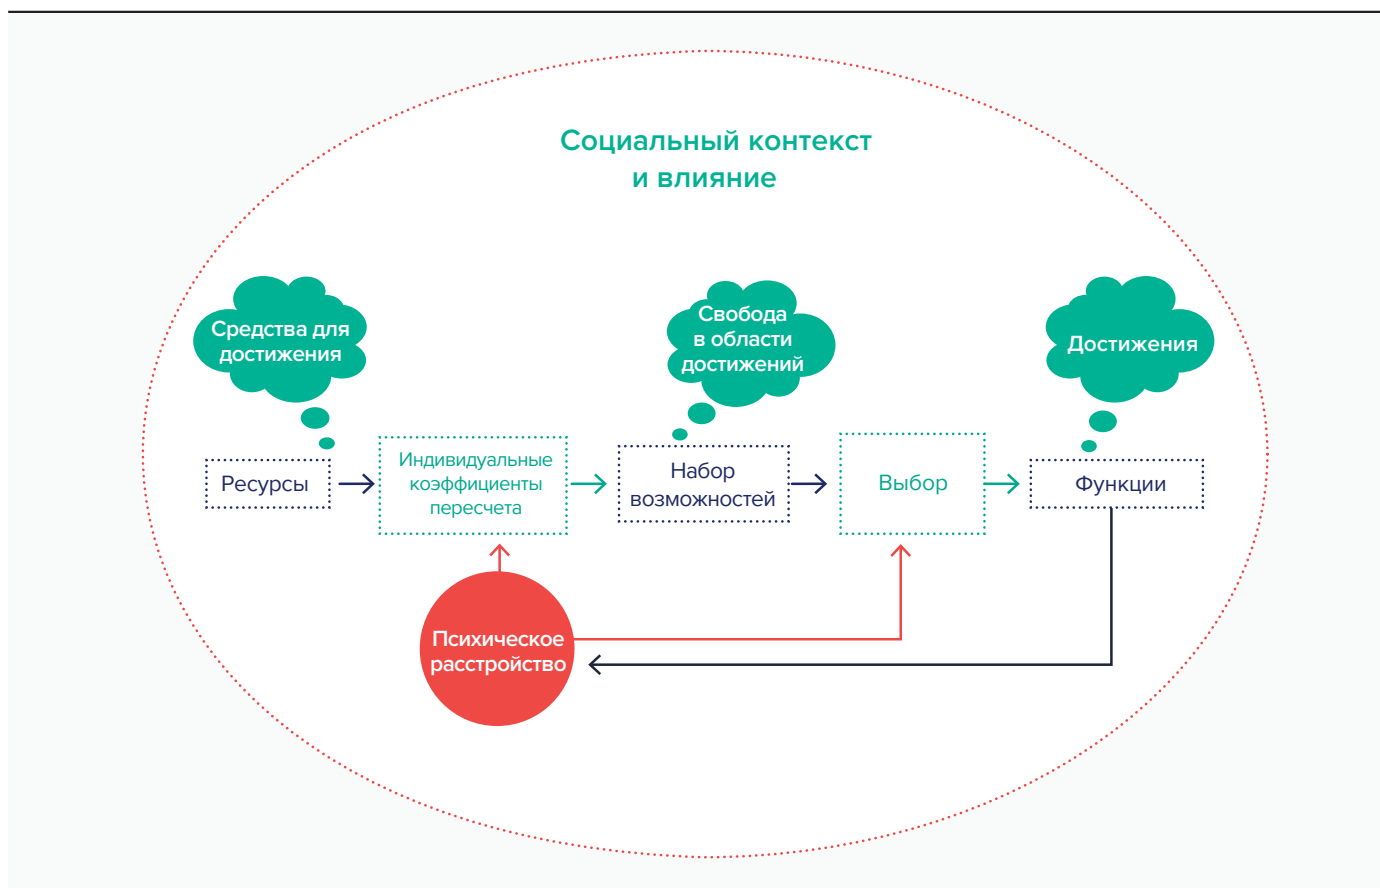 Социальный контекст
и влияние
Средства для
достижения
Свобода
в области
достижений
Достижения
Ресурсы
Индивидуальные
коэффициенты
пересчета
Набор
возможностей
Выбор
Функции
Психическое
расстройство